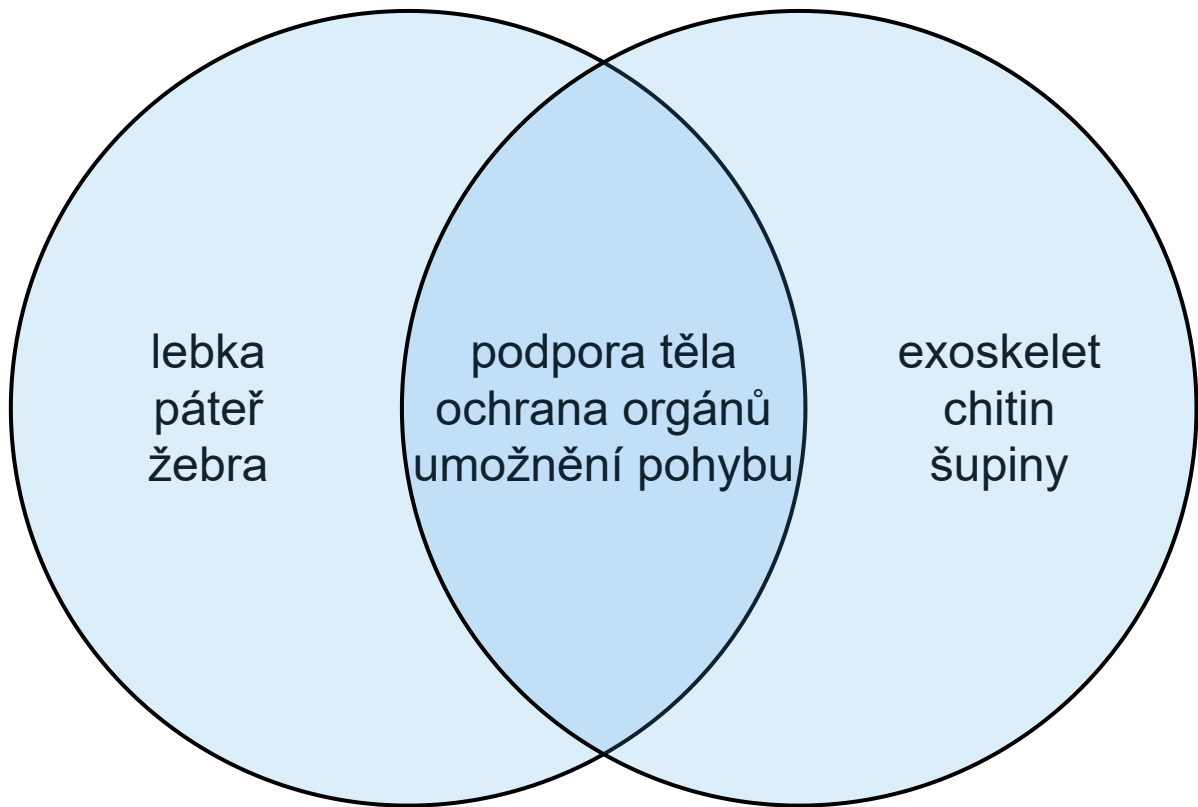 lebka
páteř
žebra
podpora těla
ochrana orgánů
umožnění pohybu
exoskelet
chitin
šupiny